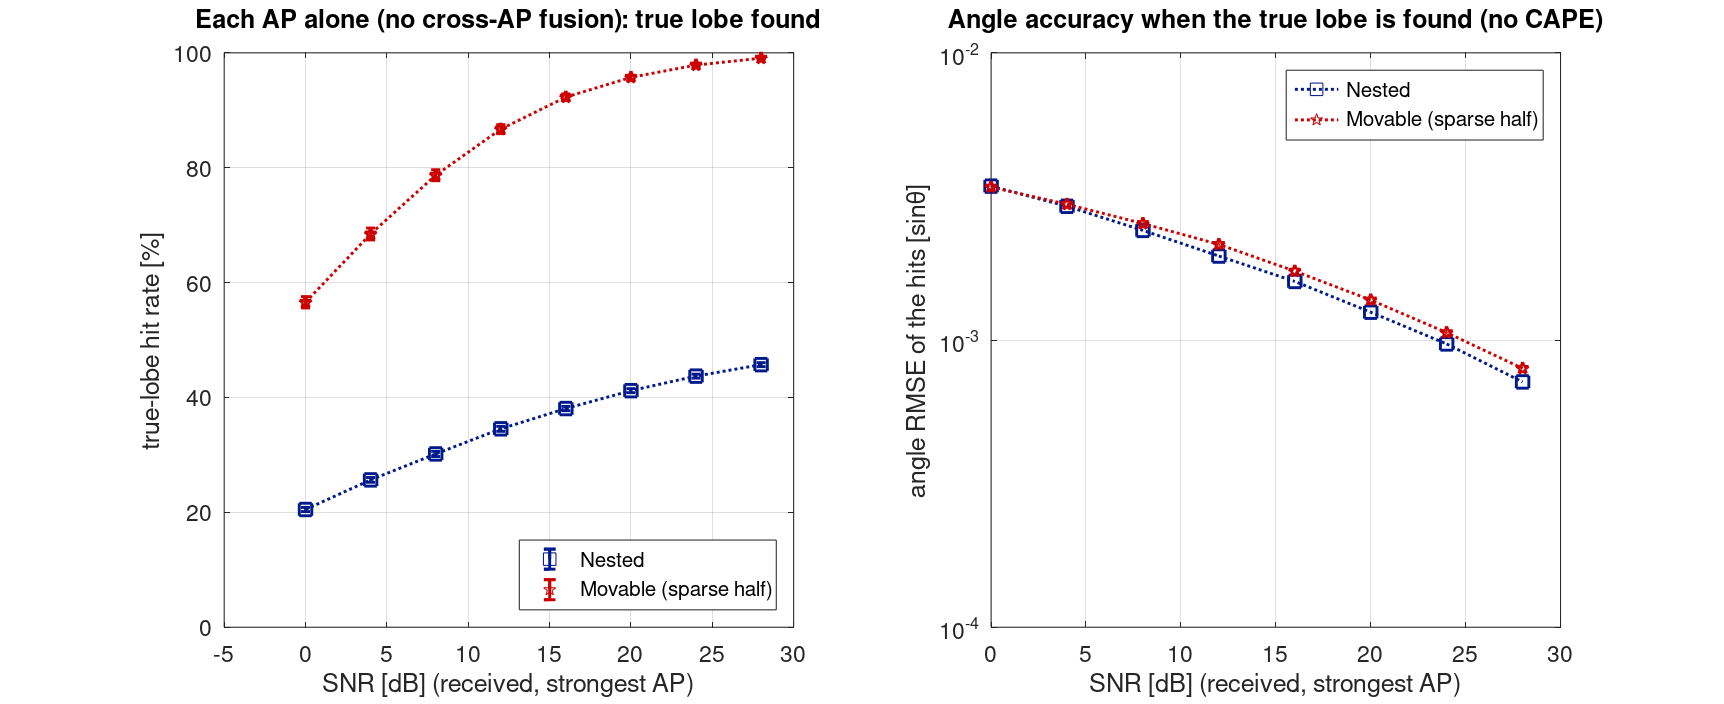 Each AP alone (no cross-AP fusion): true lobe found
true-lobe hit rate [%]
100
80
60
40
20
0
-5 0 5 10 15 20 25 30
SNR [dB] (received, strongest AP)
Nested
Movable (sparse half)
Angle accuracy when the true lobe is found (no CAPE)
angle RMSE of the hits [sinθ]
10^-2
10^-3
10^-4
0 5 10 15 20 25 30
SNR [dB] (received, strongest AP)
Nested
Movable (sparse half)